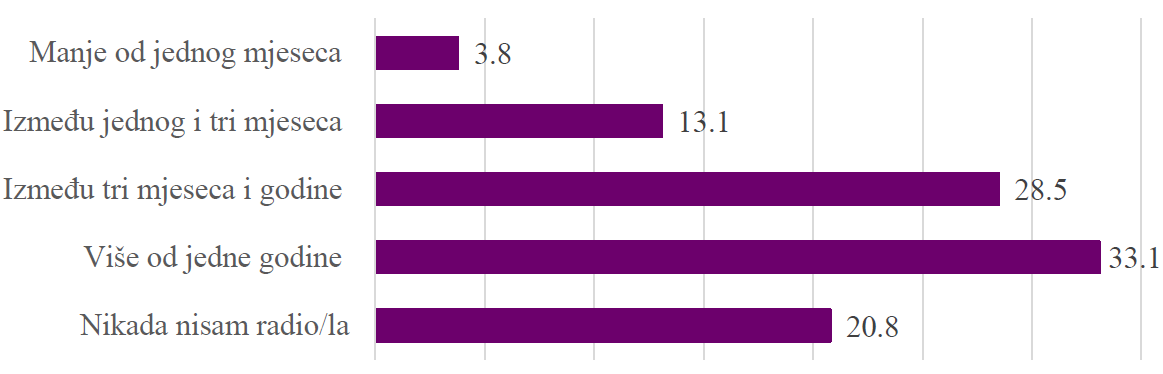 Manje od jednog mjeseca 3.8
Između jednog i tri mjeseca 13.1
Između tri mjeseca i godine 28.5
Više od jedne godine 33.1
Nikada nisam radio/la 20.8